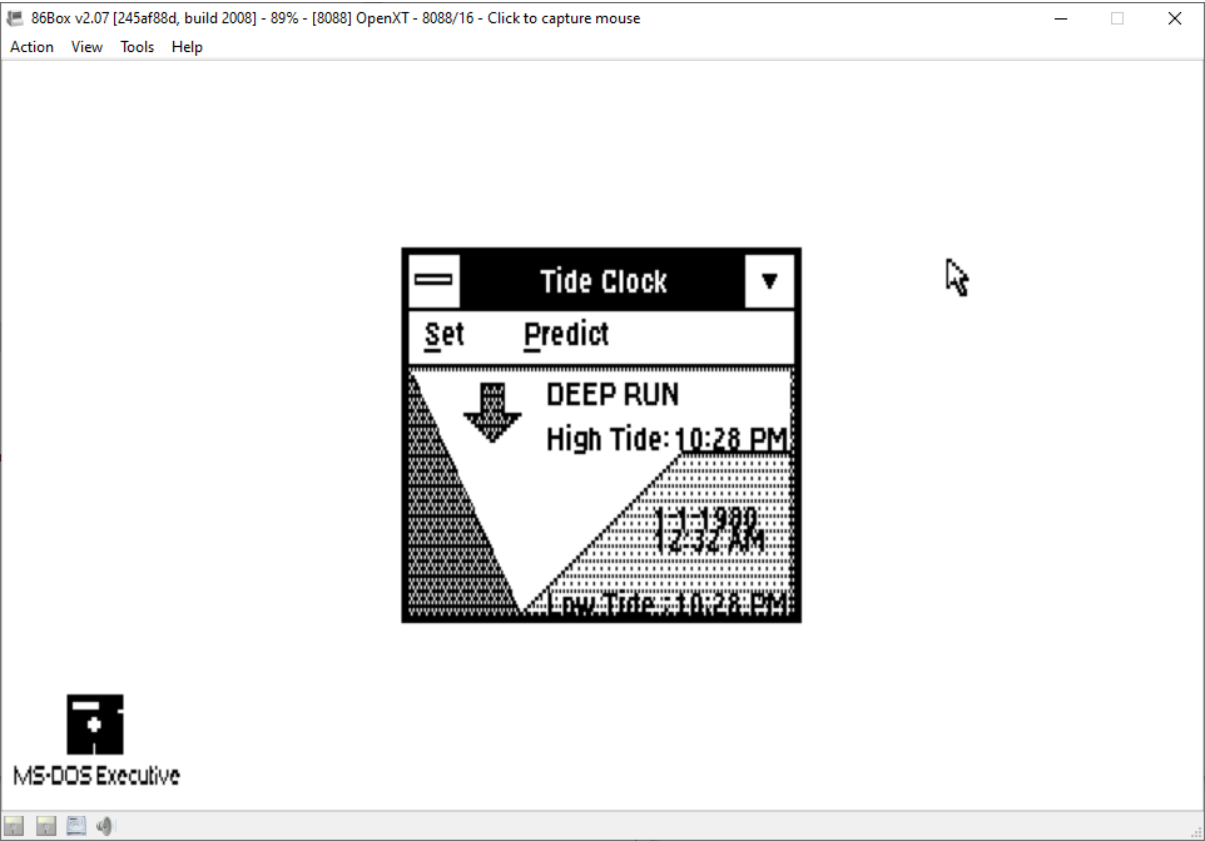 86Box v2.07 [245af88d, build 2008] - 89% - [8088] OpenXT - 8088/16 - Click to capture mouse
Action View Tools Help
Tide Clock
Set Predict
DEEP RUN
High Tide: 10:28 PM
1-1-1980
12:32 AM
Low Tide : 10:28 PM
MS-DOS Executive